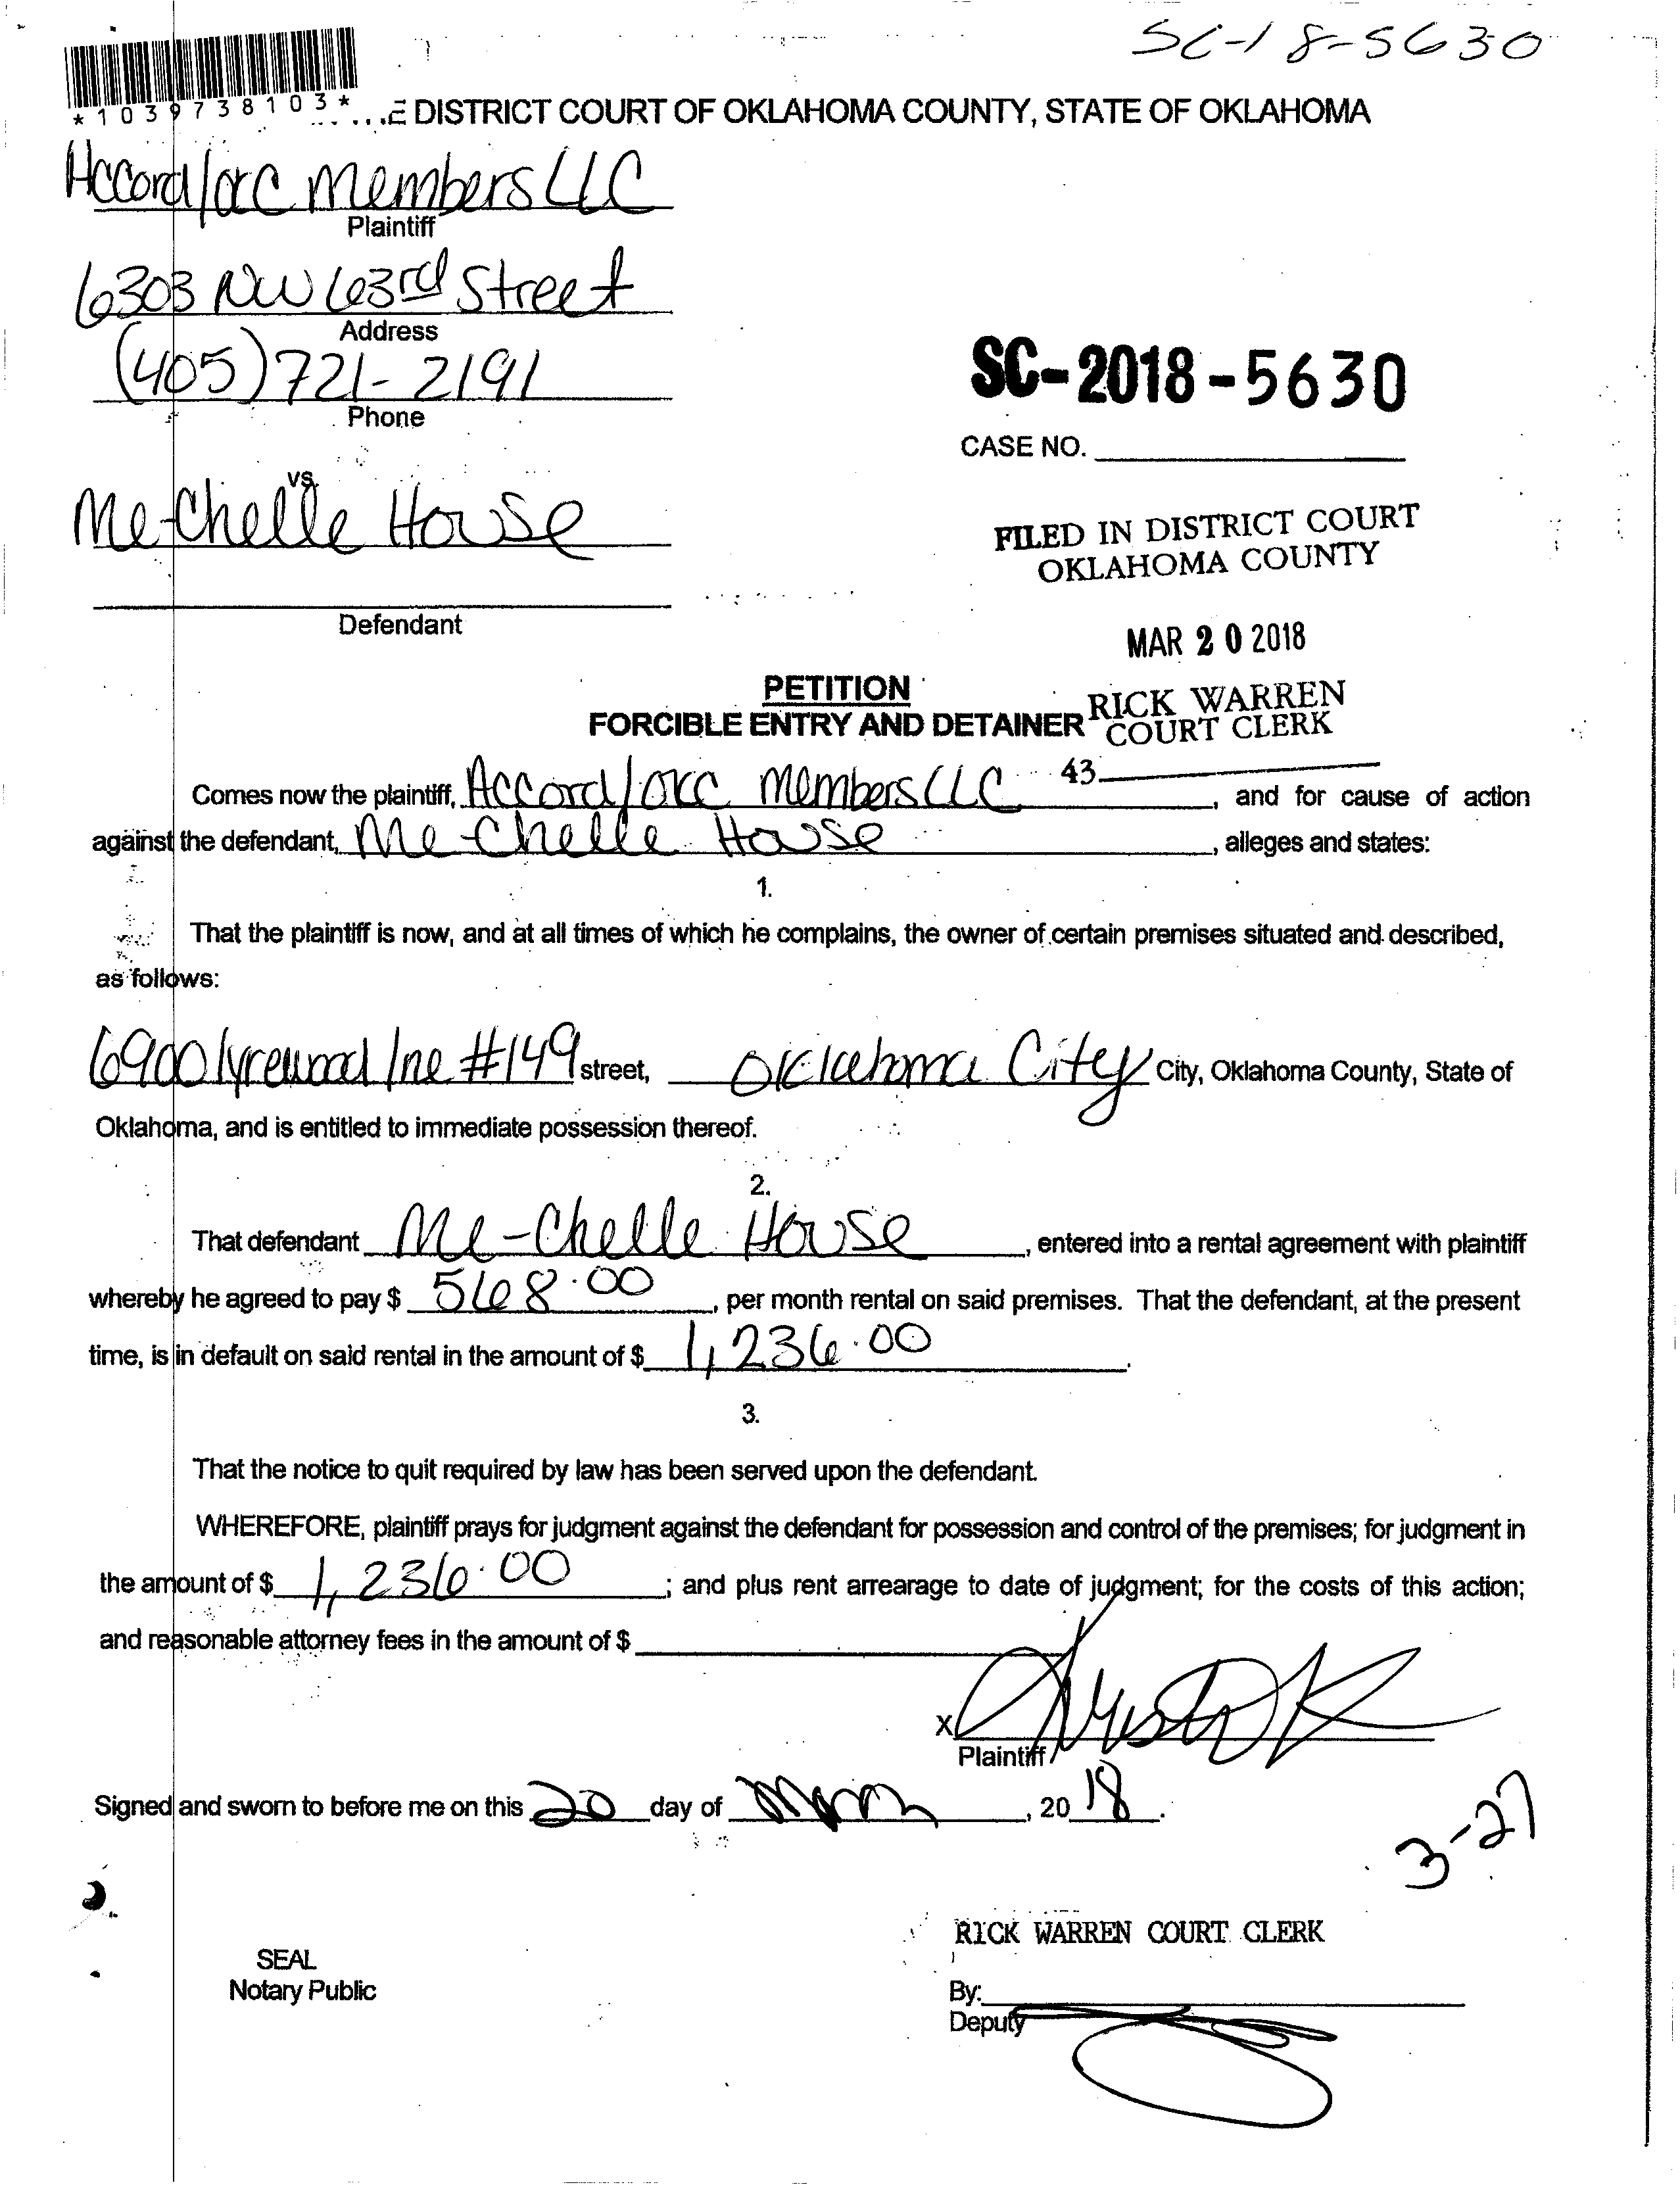 SC-18-5630
*1039738103*
E DISTRICT COURT OF OKLAHOMA COUNTY, STATE OF OKLAHOMA
Accord/OKC Members LLC
Plaintiff
6303 NW 63rd Street
Address
(405) 721-2191
Phone
SC-2018-5630
CASE NO.
vs.
Me-Chelle House
Defendant
FILED IN DISTRICT COURT
OKLAHOMA COUNTY
MAR 20 2018
RICK WARREN
COURT CLERK
43
PETITION
FORCIBLE ENTRY AND DETAINER
Comes now the plaintiff, Accord/OKC Members LLC, and for cause of action
against the defendant, Me-Chelle House, alleges and states:
1.
That the plaintiff is now, and at all times of which he complains, the owner of certain premises situated and described,
as follows:
6900 lyrewood lne #149 street, Oklahoma City City, Oklahoma County, State of
Oklahoma, and is entitled to immediate possession thereof.
2.
That defendant Me-Chelle House, entered into a rental agreement with plaintiff
whereby he agreed to pay $ 568.00, per month rental on said premises. That the defendant, at the present
time, is in default on said rental in the amount of $ 1,236.00.
3.
That the notice to quit required by law has been served upon the defendant.
WHEREFORE, plaintiff prays for judgment against the defendant for possession and control of the premises; for judgment in
the amount of $ 1,236.00; and plus rent arrearage to date of judgment; for the costs of this action;
and reasonable attorney fees in the amount of $
X
Plaintiff
Signed and sworn to before me on this 20 day of March, 20 18.
3-27
RICK WARREN COURT CLERK
SEAL
Notary Public
By:
Deputy